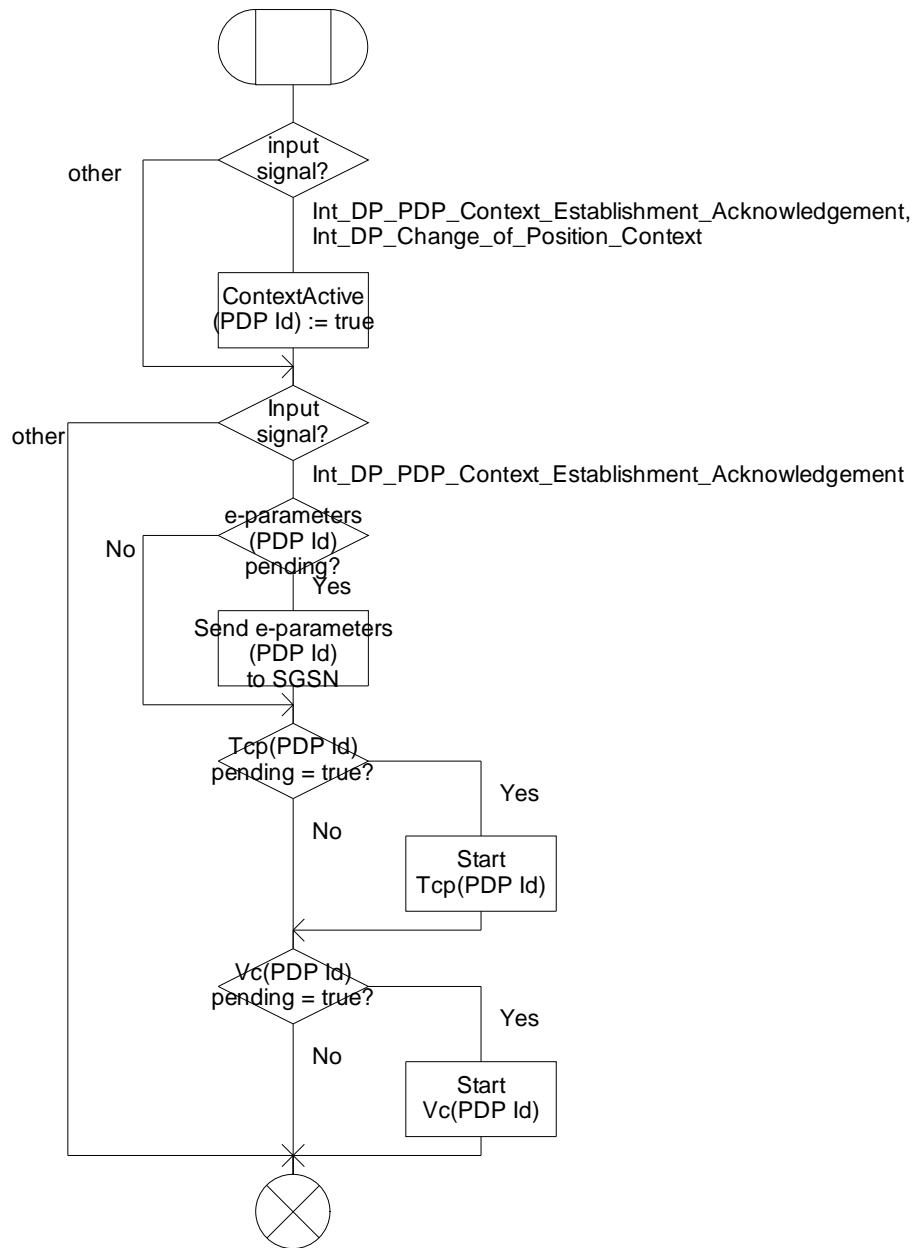 input
signal?
other
Int_DP_PDP_Context_Establishment_Acknowledgement,
Int_DP_Change_of_Position_Context
ContextActive
(PDP Id) := true
Input
signal?
other
Int_DP_PDP_Context_Establishment_Acknowledgement
e-parameters
(PDP Id)
pending?
No
Yes
Send e-parameters
(PDP Id)
to SGSN
Tcp(PDP Id)
pending = true?
Yes
No
Start
Tcp(PDP Id)
Vc(PDP Id)
pending = true?
Yes
No
Start
Vc(PDP Id)